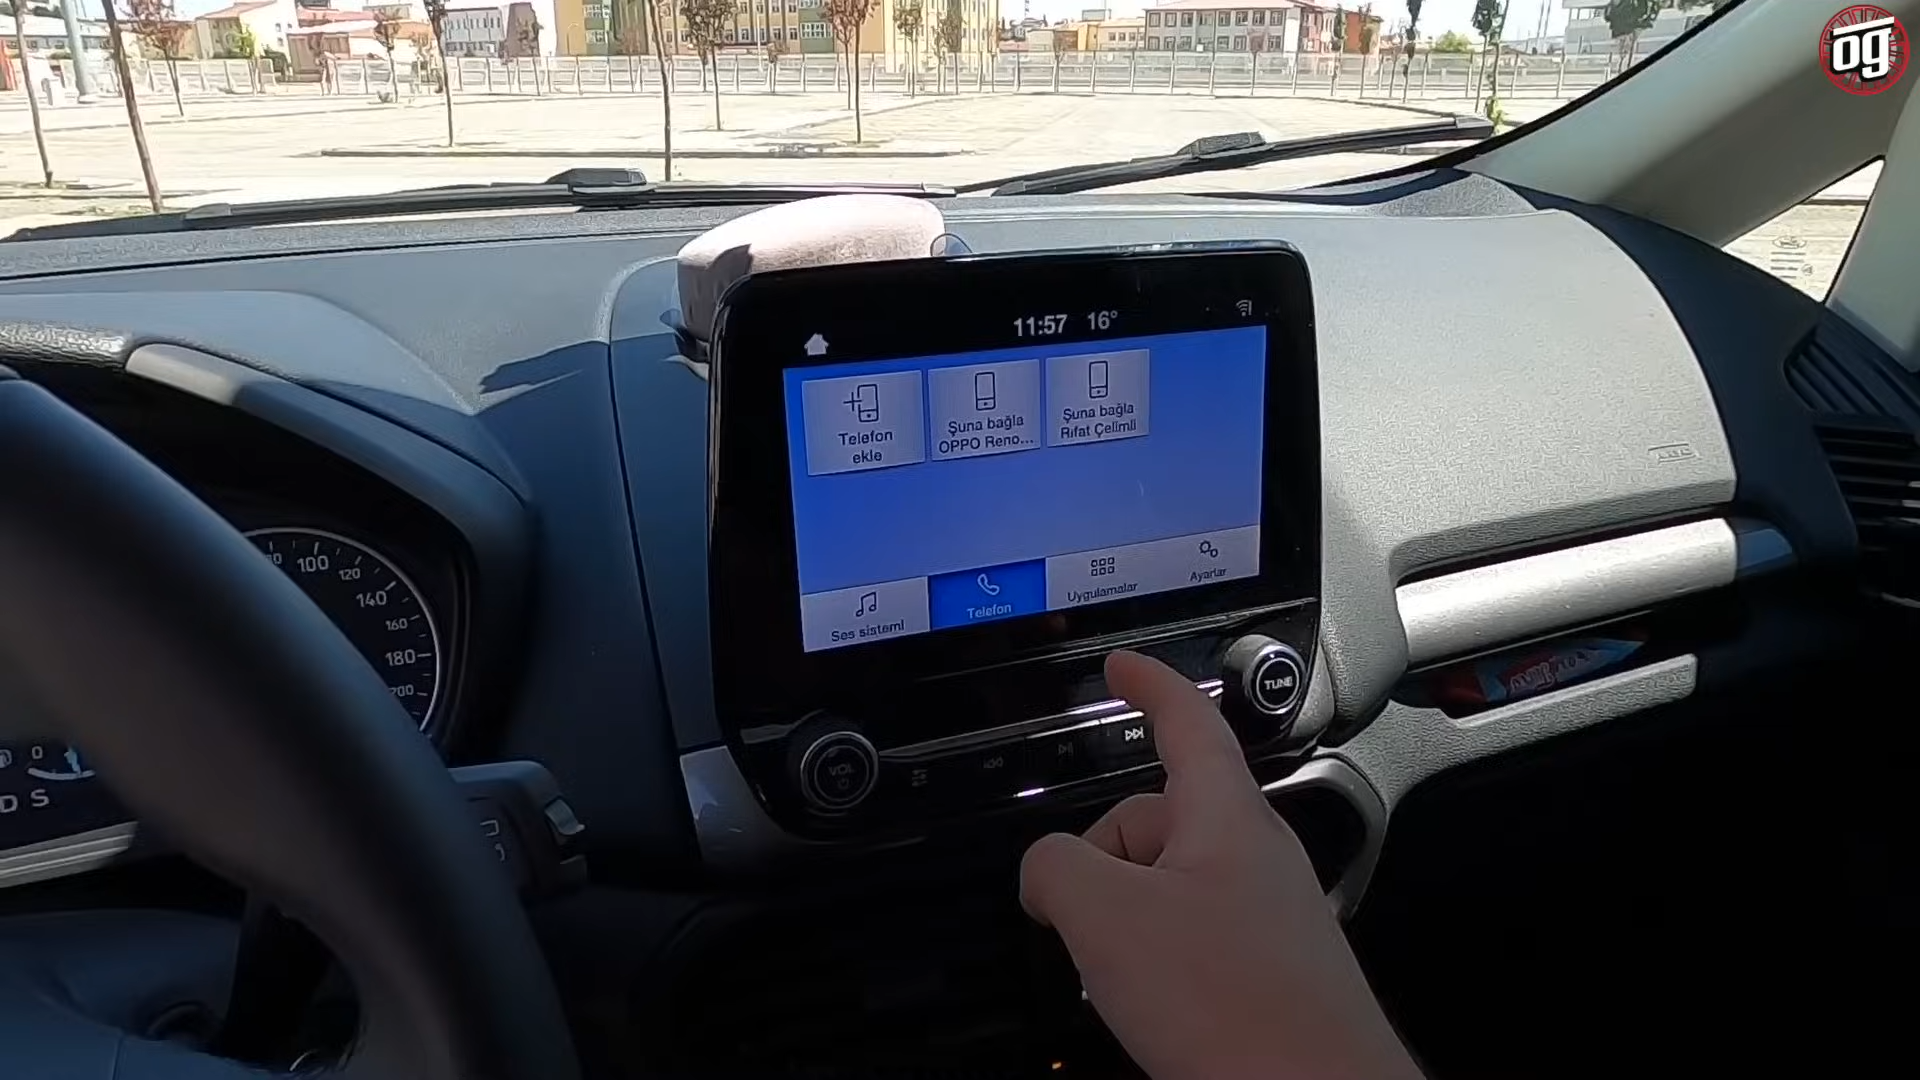 og
11:57 16°
Telefon
ekle
Şuna bağla
OPPO Reno...
Şuna bağla
Rıfat Çelimli
Ses sistemi
Telefon
Uygulamalar
Ayarlar
TUNE
VOL
100
120
140
160
180
200
0
D S